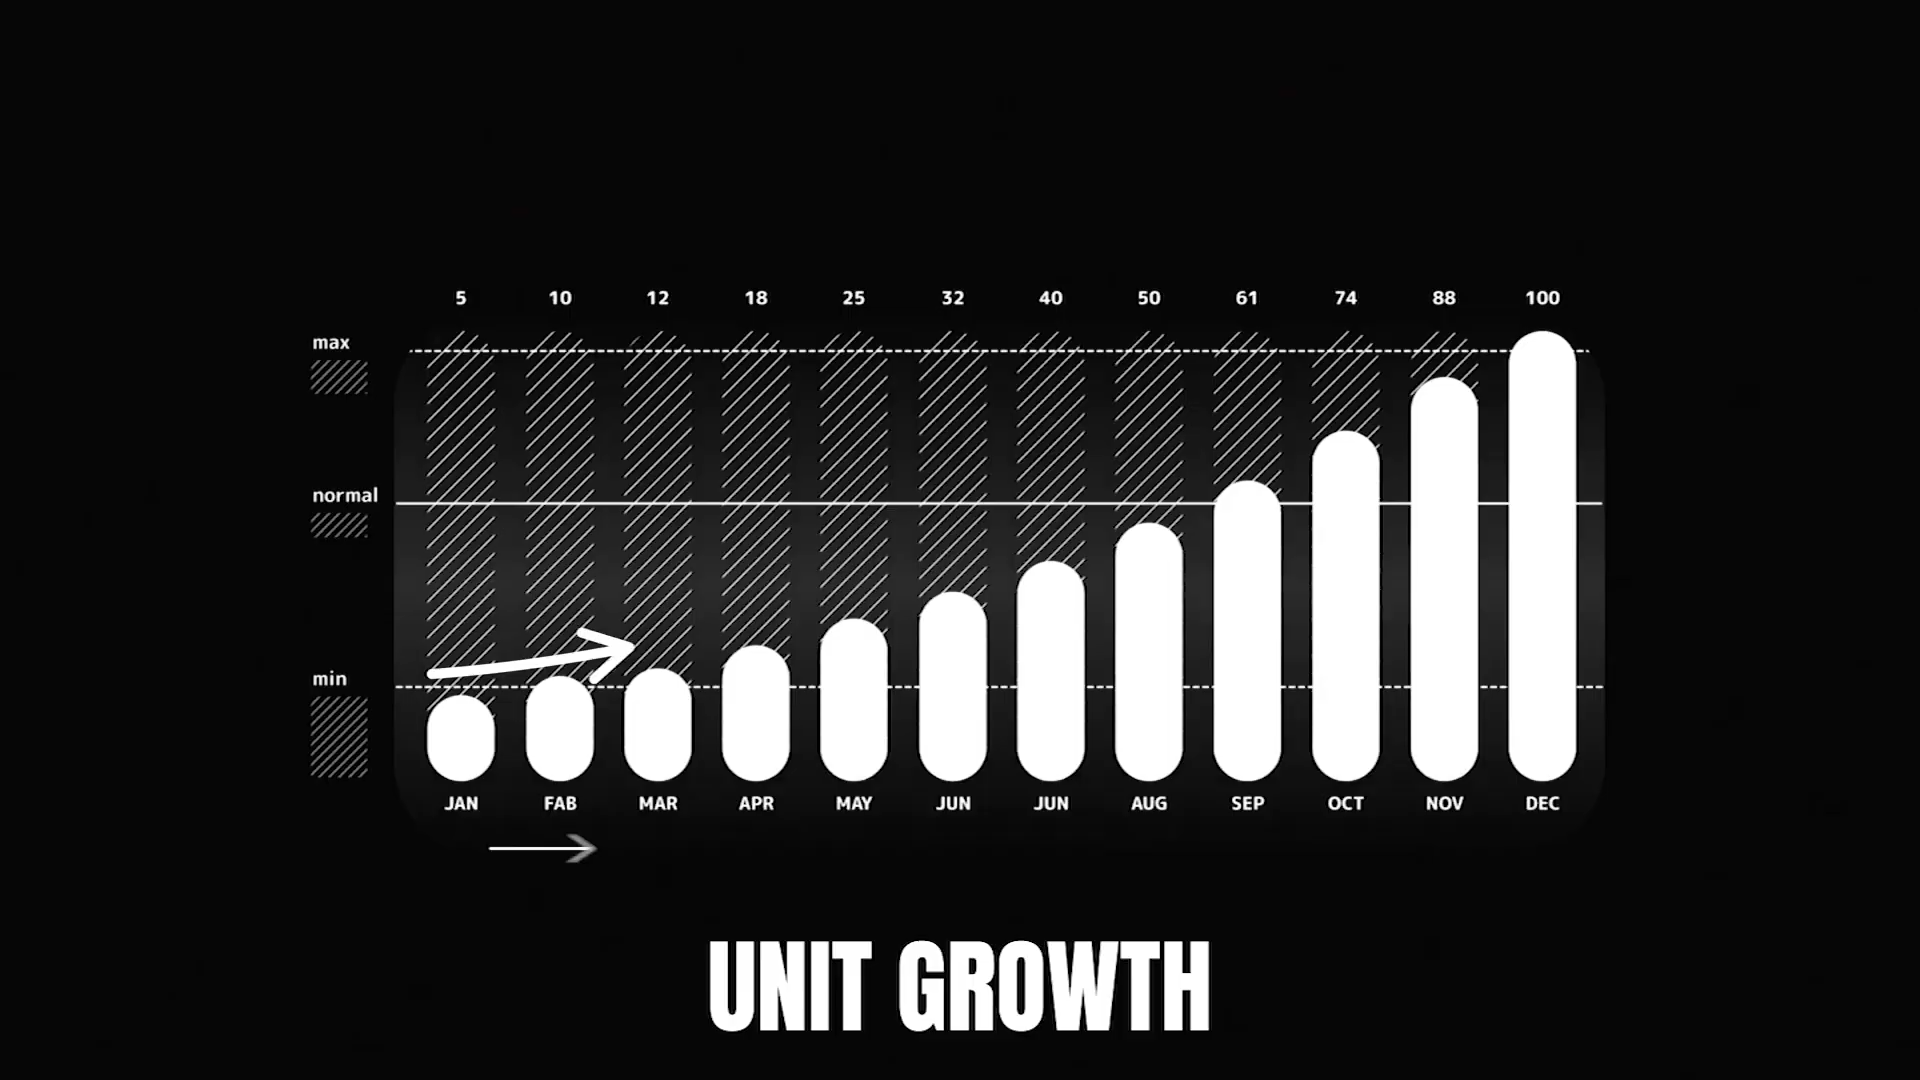 5 10 12 18 25 32 40 50 61 74 88 100
max
normal
min
JAN FAB MAR APR MAY JUN JUN AUG SEP OCT NOV DEC
UNIT GROWTH